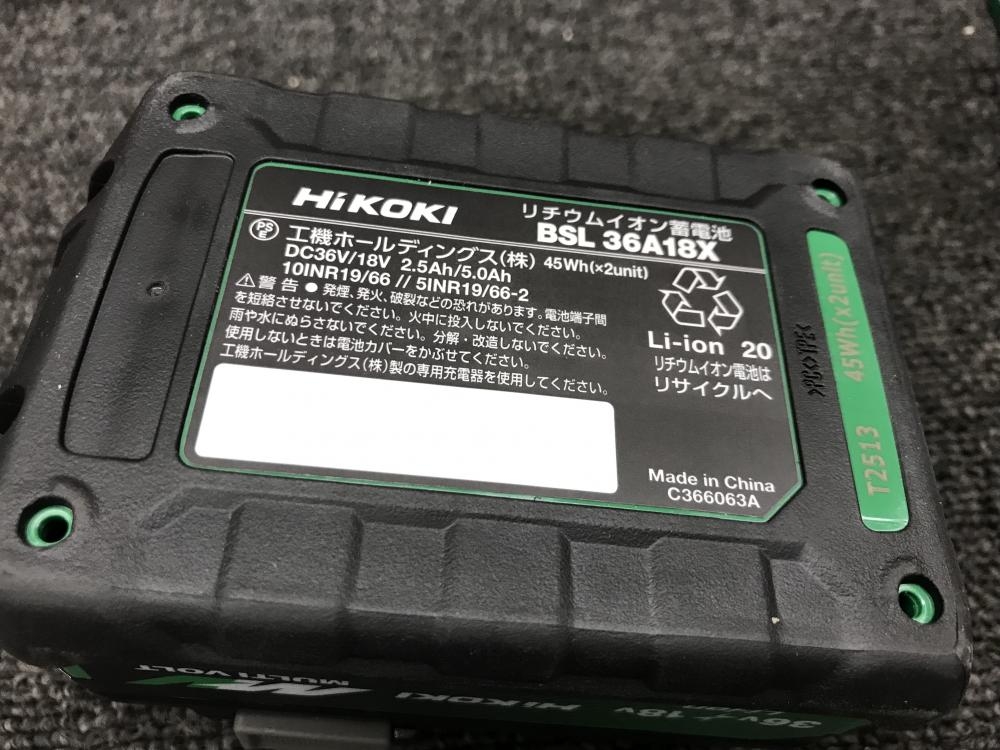 HiKOKI
リチウムイオン蓄電池
BSL 36A18X
PS E
工機ホールディングス(株) 45Wh(×2unit)
DC36V/18V 2.5Ah/5.0Ah
10INR19/66 // 5INR19/66-2
⚠警告 ● 発煙、発火、破裂などの恐れがあります。電池端子間
を短絡させないでください。火中に投入しないでください。
雨や水にぬらさないでください。分解・改造しないでください。
使用しないときは電池カバーをかぶせてください。
工機ホールディングス(株)製の専用充電器を使用してください。
Li-ion 20
リチウムイオン電池は
リサイクルへ
Made in China
C366063A
>PC<
T2513 45Wh(x2unit)
MULTI VOLT
HiKOKI
36V 18V
Li-ion